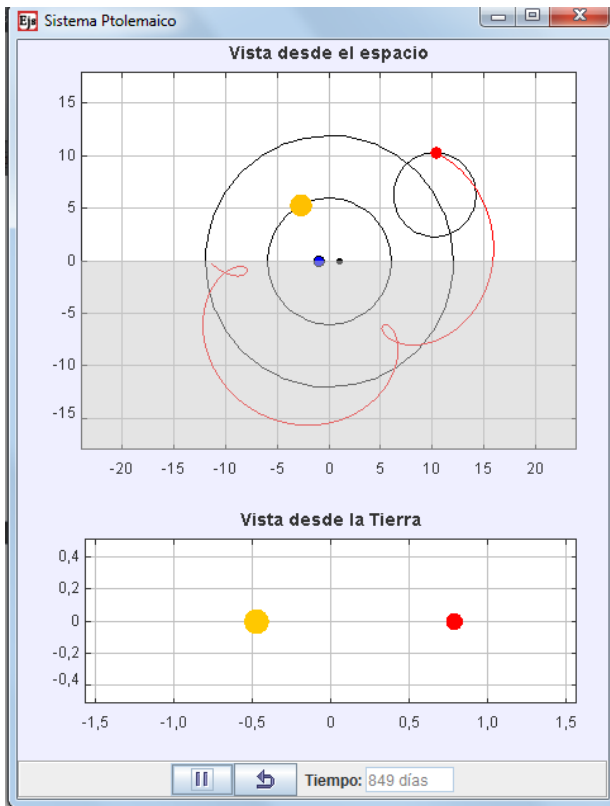 Ejs Sistema Ptolemaico
Vista desde el espacio
15
10
5
0
-5
-10
-15
-20 -15 -10 -5 0 5 10 15 20
Vista desde la Tierra
0,4
0,2
0
-0,2
-0,4
-1,5 -1,0 -0,5 0 0,5 1,0 1,5
Tiempo: 849 días